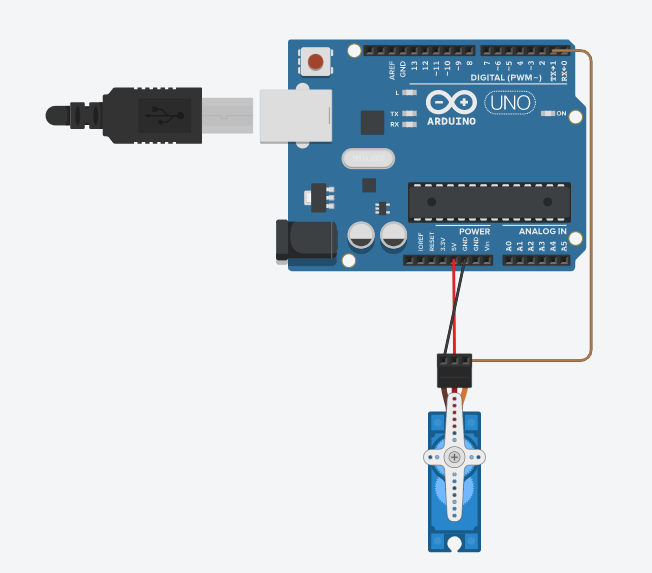 AREF
GND
13
12
~11
~10
~9
8
7
~6
~5
4
~3
2
TX→1
RX←0
DIGITAL (PWM~)
L
TX
RX
ARDUINO
UNO
ON
POWER
ANALOG IN
IOREF
RESET
3.3V
5V
GND
GND
Vin
A0
A1
A2
A3
A4
A5